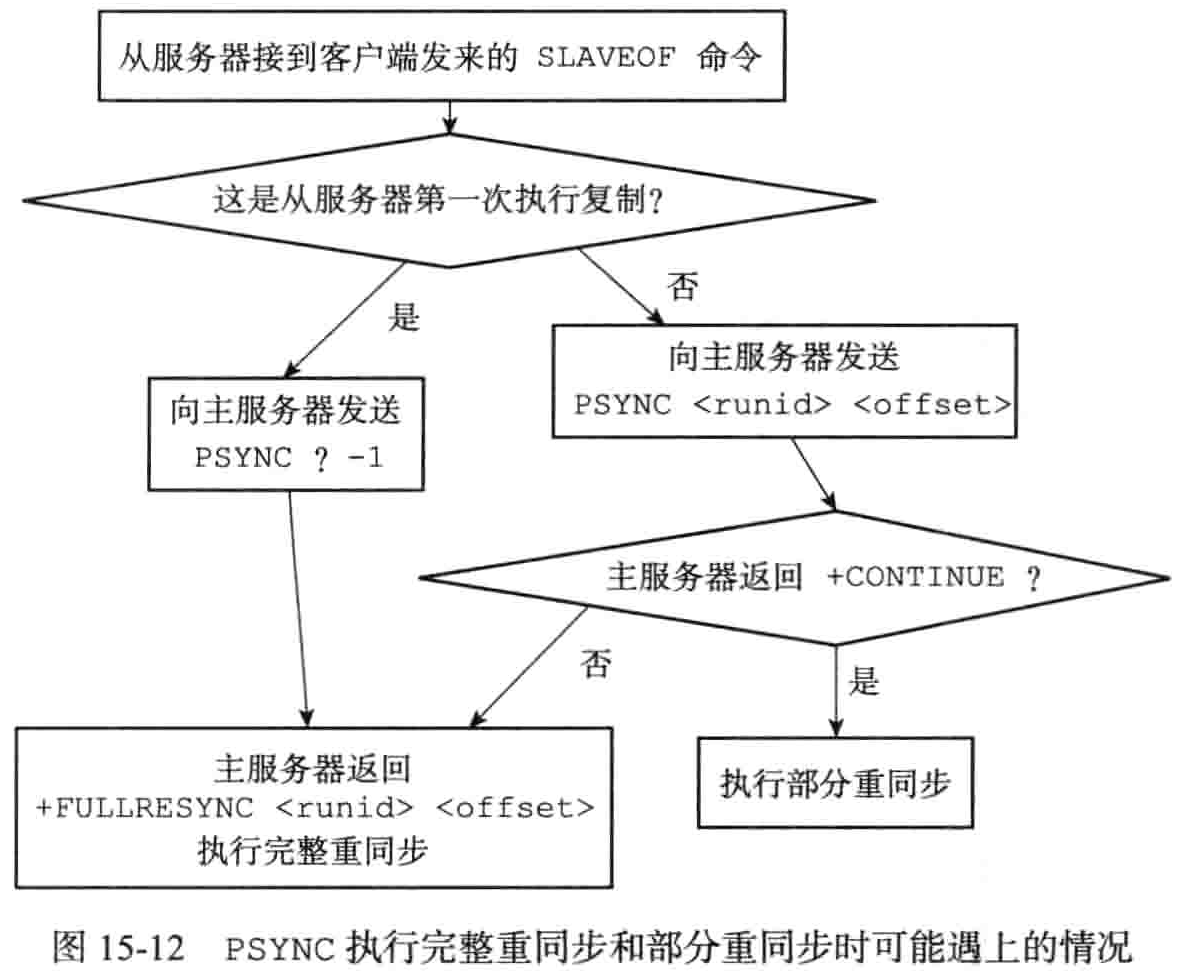 从服务器接到客户端发来的 SLAVEOF 命令
这是从服务器第一次执行复制?
是
否
向主服务器发送
PSYNC ? -1
向主服务器发送
PSYNC <runid> <offset>
主服务器返回 +CONTINUE ?
否
是
主服务器返回
+FULLRESYNC <runid> <offset>
执行完整重同步
执行部分重同步
图 15-12 PSYNC 执行完整重同步和部分重同步时可能遇上的情况